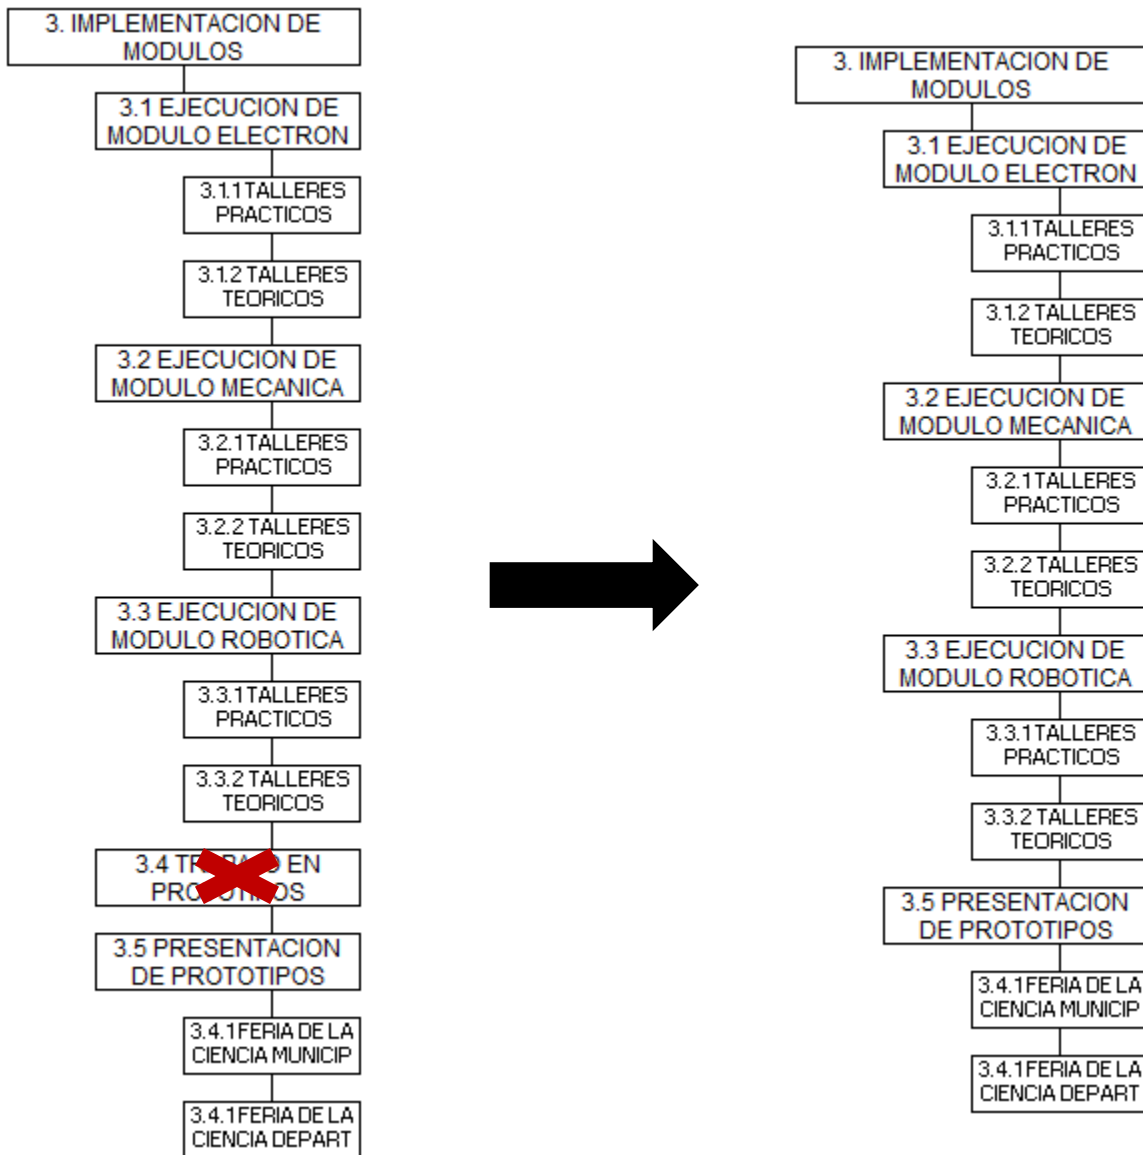 3. IMPLEMENTACION DE
MODULOS
3.1 EJECUCION DE
MODULO ELECTRON
3.1.1 TALLERES
PRACTICOS
3.1.2 TALLERES
TEORICOS
3.2 EJECUCION DE
MODULO MECANICA
3.2.1 TALLERES
PRACTICOS
3.2.2 TALLERES
TEORICOS
3.3 EJECUCION DE
MODULO ROBOTICA
3.3.1 TALLERES
PRACTICOS
3.3.2 TALLERES
TEORICOS
3.4 EN
3.5 PRESENTACION
DE PROTOTIPOS
3.4.1 FERIA DE LA
CIENCIA MUNICIP
3.4.1 FERIA DE LA
CIENCIA DEPART
3. IMPLEMENTACION DE
MODULOS
3.1 EJECUCION DE
MODULO ELECTRON
3.1.1 TALLERES
PRACTICOS
3.1.2 TALLERES
TEORICOS
3.2 EJECUCION DE
MODULO MECANICA
3.2.1 TALLERES
PRACTICOS
3.2.2 TALLERES
TEORICOS
3.3 EJECUCION DE
MODULO ROBOTICA
3.3.1 TALLERES
PRACTICOS
3.3.2 TALLERES
TEORICOS
3.5 PRESENTACION
DE PROTOTIPOS
3.4.1 FERIA DE LA
CIENCIA MUNICIP
3.4.1 FERIA DE LA
CIENCIA DEPART